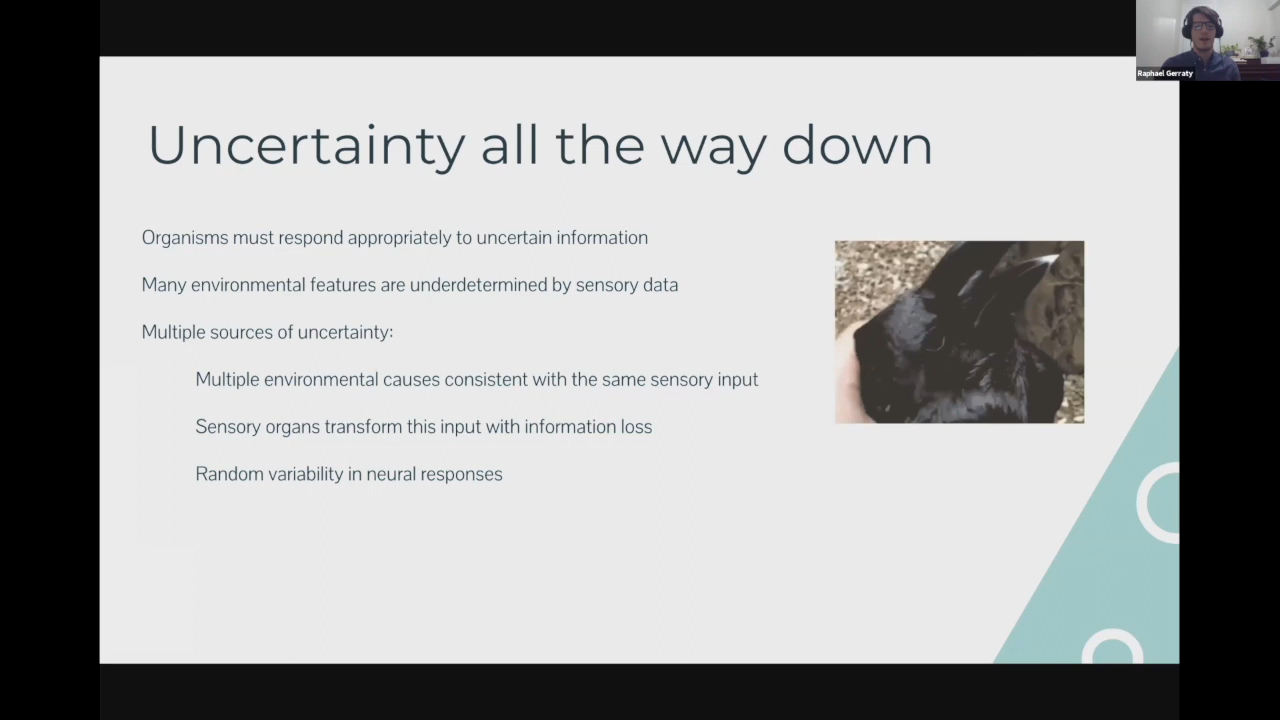 Raphael Gerraty
Uncertainty all the way down
Organisms must respond appropriately to uncertain information
Many environmental features are underdetermined by sensory data
Multiple sources of uncertainty:
Multiple environmental causes consistent with the same sensory input
Sensory organs transform this input with information loss
Random variability in neural responses